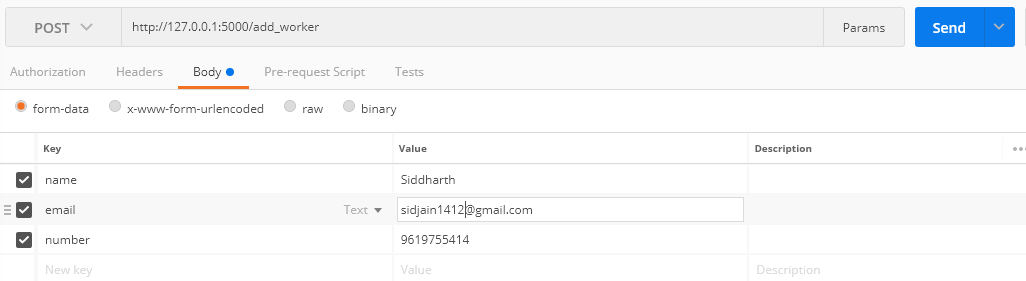 POST http://127.0.0.1:5000/add_worker Params Send
Authorization Headers Body Pre-request Script Tests
form-data x-www-form-urlencoded raw binary
Key Value Description
name Siddharth
email Text sidjain1412@gmail.com
number 9619755414
New key Value Description